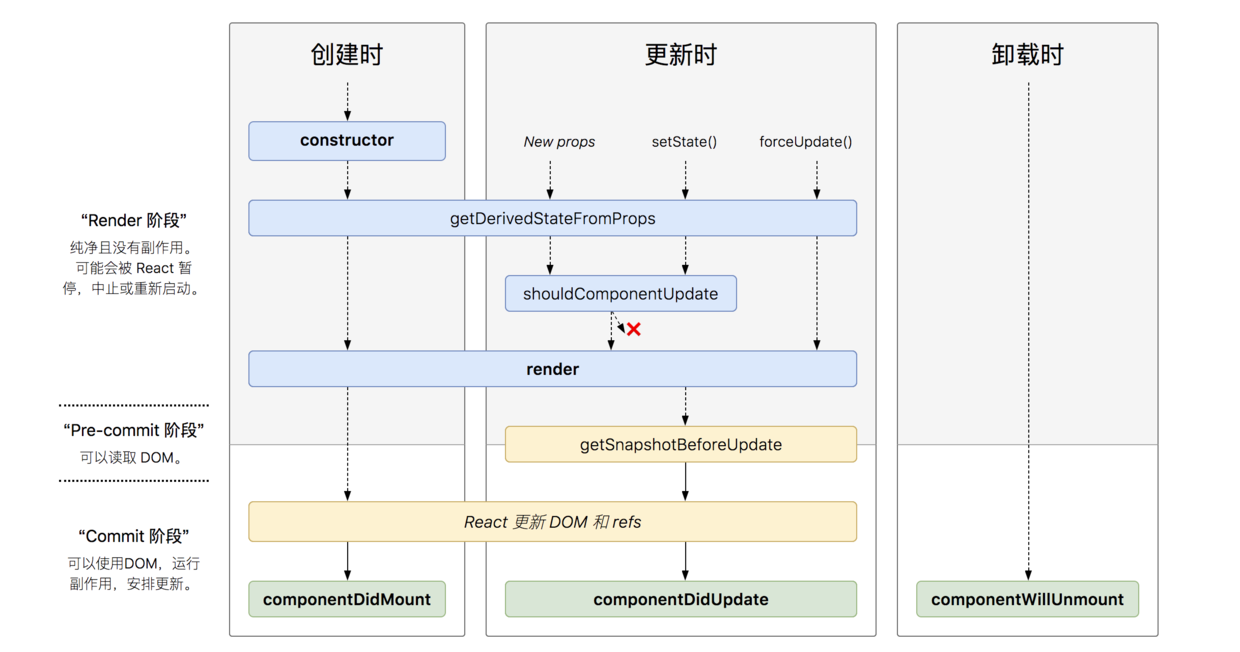 创建时
更新时
卸载时
constructor
New props
setState()
forceUpdate()
“Render 阶段”
纯净且没有副作用。
可能会被 React 暂
停，中止或重新启动。
getDerivedStateFromProps
shouldComponentUpdate
render
“Pre-commit 阶段”
可以读取 DOM。
getSnapshotBeforeUpdate
“Commit 阶段”
可以使用DOM，运行
副作用，安排更新。
React 更新 DOM 和 refs
componentDidMount
componentDidUpdate
componentWillUnmount